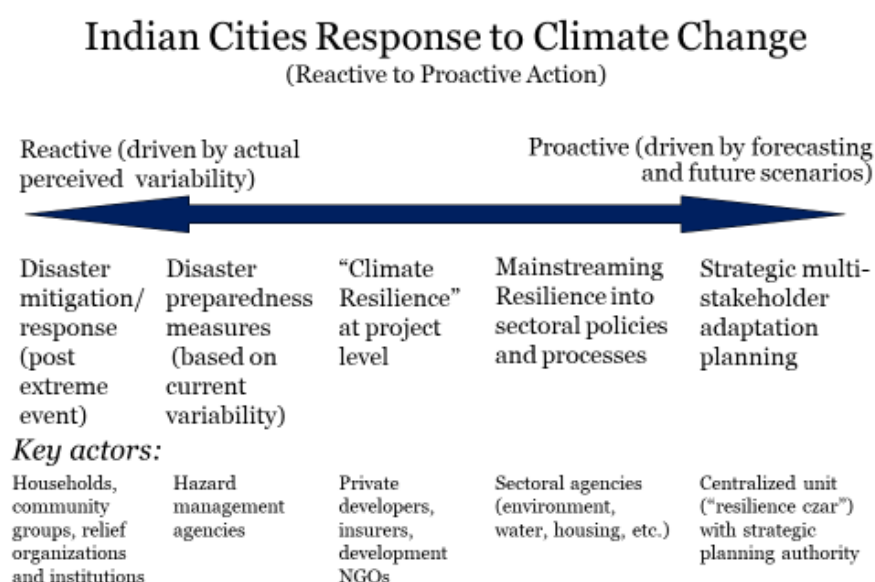 Indian Cities Response to Climate Change
(Reactive to Proactive Action)
Reactive (driven by actual
perceived variability)
Proactive (driven by forecasting
and future scenarios)
Disaster
mitigation/
response
(post
extreme
event)
Disaster
preparedness
measures
(based on
current
variability)
“Climate
Resilience”
at project
level
Mainstreaming
Resilience into
sectoral policies
and processes
Strategic multi-
stakeholder
adaptation
planning
Key actors:
Households,
community
groups, relief
organizations
and institutions
Hazard
management
agencies
Private
developers,
insurers,
development
NGOs
Sectoral agencies
(environment,
water, housing, etc.)
Centralized unit
(“resilience czar”)
with strategic
planning authority